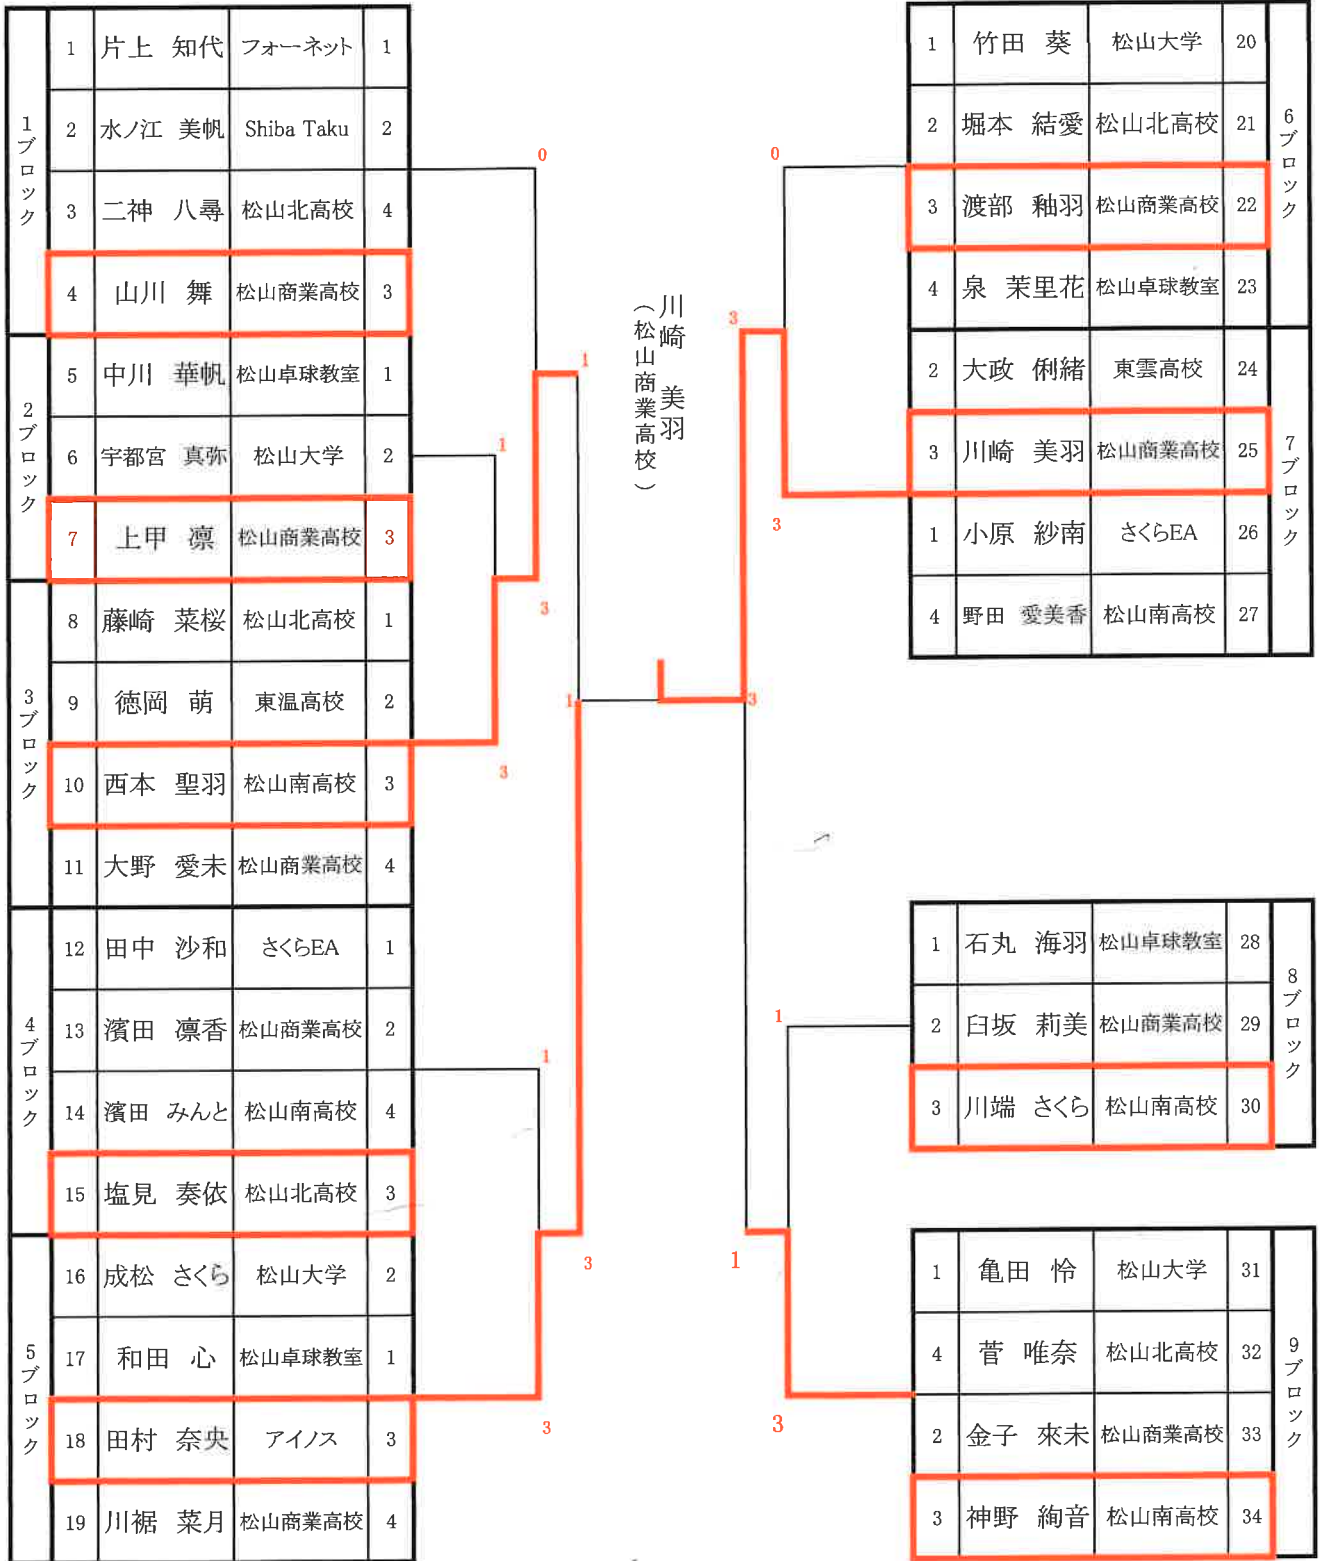 1ブロック
1 片上 知代 フォーネット 1
2 水ノ江 美帆 Shiba Taku 2
3 二神 八尋 松山北高校 4
4 山川 舞 松山商業高校 3
2ブロック
5 中川 華帆 松山卓球教室 1
6 宇都宮 真弥 松山大学 2
7 上甲 凛 松山商業高校 3
3ブロック
8 藤崎 菜桜 松山北高校 1
9 徳岡 萌 東温高校 2
10 西本 聖羽 松山南高校 3
11 大野 愛未 松山商業高校 4
4ブロック
12 田中 沙和 さくらEA 1
13 濱田 凛香 松山商業高校 2
14 濱田 みんと 松山南高校 4
15 塩見 奏依 松山北高校 3
5ブロック
16 成松 さくら 松山大学 2
17 和田 心 松山卓球教室 1
18 田村 奈央 アイノス 3
19 川裾 菜月 松山商業高校 4
0
1
1
3
3
1
1
3
3
川崎 美羽
(松山商業高校)
0
3
3
3
1
1
3
6ブロック
1 竹田 葵 松山大学 20
2 堀本 結愛 松山北高校 21
3 渡部 釉羽 松山商業高校 22
4 泉 茉里花 松山卓球教室 23
7ブロック
2 大政 俐緒 東雲高校 24
3 川崎 美羽 松山商業高校 25
1 小原 紗南 さくらEA 26
4 野田 愛美香 松山南高校 27
8ブロック
1 石丸 海羽 松山卓球教室 28
2 臼坂 莉美 松山商業高校 29
3 川端 さくら 松山南高校 30
9ブロック
1 亀田 怜 松山大学 31
4 菅 唯奈 松山北高校 32
2 金子 來未 松山商業高校 33
3 神野 絢音 松山南高校 34